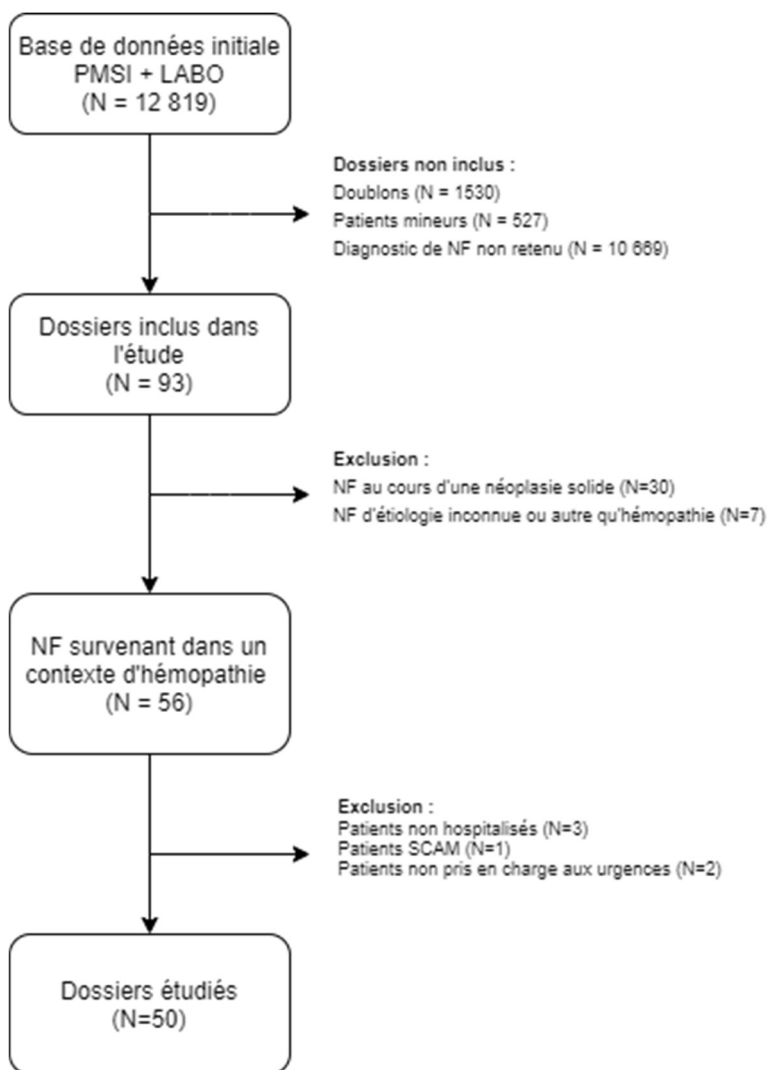 Base de données initiale
PMSI + LABO
(N = 12 819)
Dossiers non inclus :
Doublons (N = 1530)
Patients mineurs (N = 527)
Diagnostic de NF non retenu (N = 10 669)
Dossiers inclus dans
l'étude
(N = 93)
Exclusion :
NF au cours d'une néoplasie solide (N=30)
NF d'étiologie inconnue ou autre qu'hémopathie (N=7)
NF survenant dans un
contexte d'hémopathie
(N = 56)
Exclusion :
Patients non hospitalisés (N=3)
Patients SCAM (N=1)
Patients non pris en charge aux urgences (N=2)
Dossiers étudiés
(N=50)